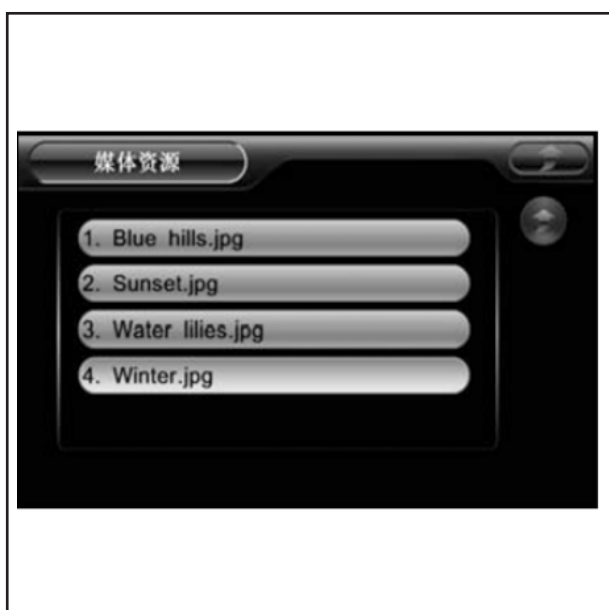 媒体资源
1. Blue hills.jpg
2. Sunset.jpg
3. Water lilies.jpg
4. Winter.jpg